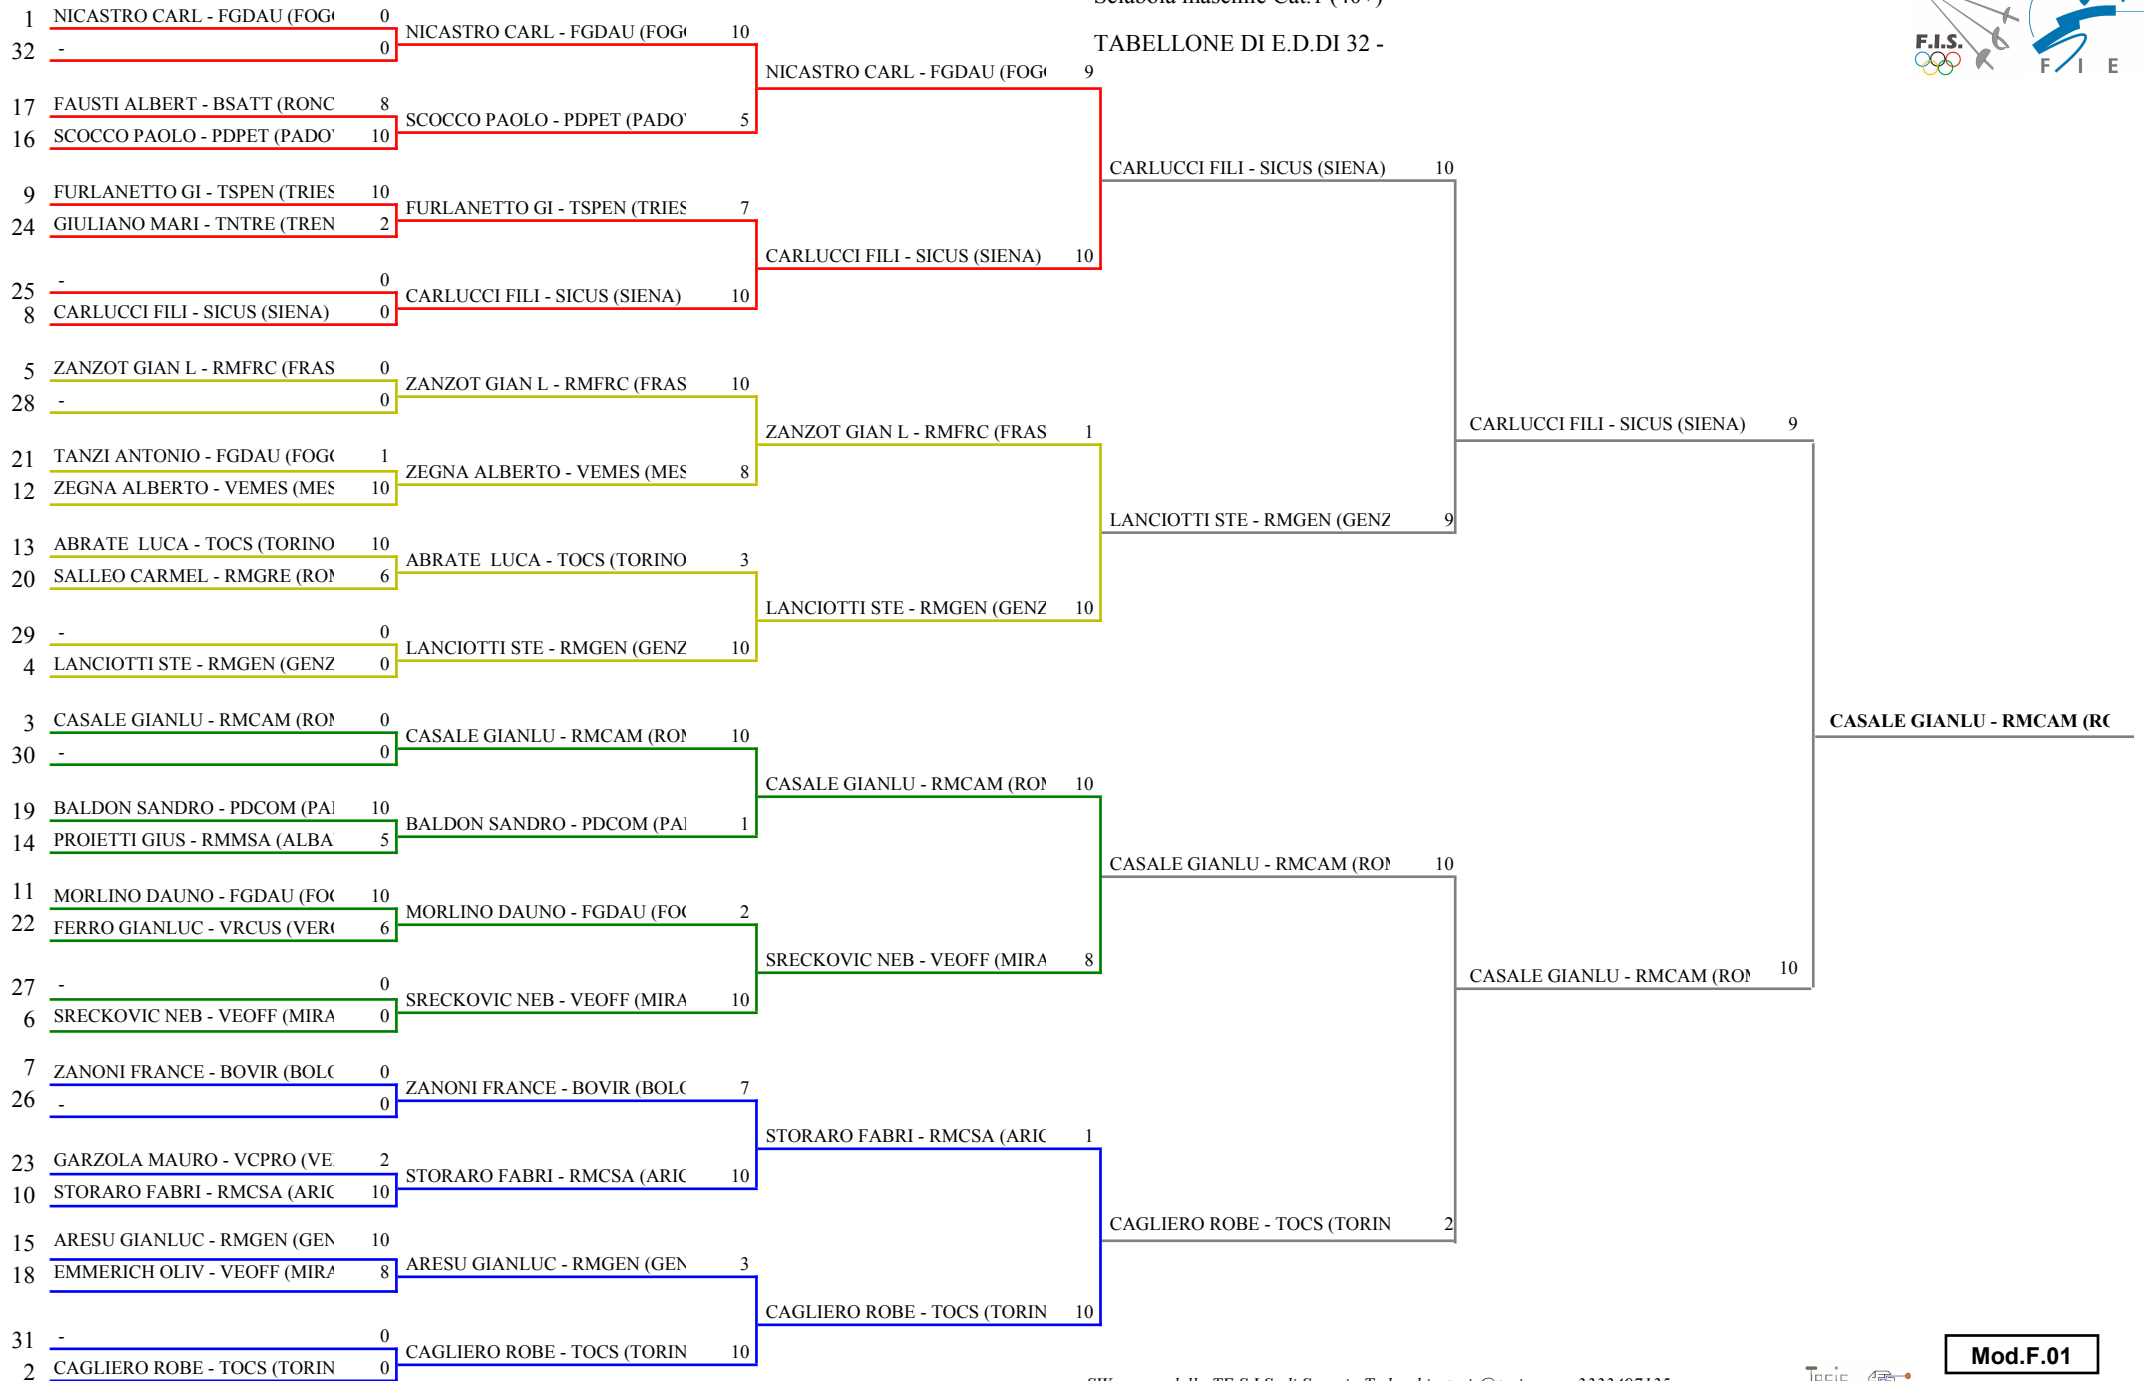 Sciabola maschile Cat.1 (40+)
TABELLONE DI E.D.DI 32 -
F.I.S.
F I E
1 NICASTRO CARL - FGDAU (FOG 0
32 - 0
17 FAUSTI ALBERT - BSATT (RONC 8
16 SCOCCO PAOLO - PDPET (PADO 10
9 FURLANETTO GI - TSPEN (TRIES 10
24 GIULIANO MARI - TNTRE (TREN 2
25 - 0
8 CARLUCCI FILI - SICUS (SIENA) 0
5 ZANZOT GIAN L - RMFRC (FRAS 0
28 - 0
21 TANZI ANTONIO - FGDAU (FOG 1
12 ZEGNA ALBERTO - VEMES (MES 10
13 ABRATE  LUCA - TOCS (TORINO 10
20 SALLEO CARMEL - RMGRE (ROM 6
29 - 0
4 LANCIOTTI STE - RMGEN (GENZ 0
3 CASALE GIANLU - RMCAM (ROM 0
30 - 0
19 BALDON SANDRO - PDCOM (PA 10
14 PROIETTI GIUS - RMMSA (ALBA 5
11 MORLINO DAUNO - FGDAU (FO 10
22 FERRO GIANLUC - VRCUS (VER 6
27 - 0
6 SRECKOVIC NEB - VEOFF (MIRA 0
7 ZANONI FRANCE - BOVIR (BOL 0
26 - 0
23 GARZOLA MAURO - VCPRO (VE 2
10 STORARO FABRI - RMCSA (ARIC 10
15 ARESU GIANLUC - RMGEN (GEN 10
18 EMMERICH OLIV - VEOFF (MIRA 8
31 - 0
2 CAGLIERO ROBE - TOCS (TORIN 0
NICASTRO CARL - FGDAU (FOG 10
SCOCCO PAOLO - PDPET (PADO 5
FURLANETTO GI - TSPEN (TRIES 7
CARLUCCI FILI - SICUS (SIENA) 10
ZANZOT GIAN L - RMFRC (FRAS 10
ZEGNA ALBERTO - VEMES (MES 8
ABRATE  LUCA - TOCS (TORINO 3
LANCIOTTI STE - RMGEN (GENZ 10
CASALE GIANLU - RMCAM (ROM 10
BALDON SANDRO - PDCOM (PA 1
MORLINO DAUNO - FGDAU (FO 2
SRECKOVIC NEB - VEOFF (MIRA 10
ZANONI FRANCE - BOVIR (BOL 7
STORARO FABRI - RMCSA (ARIC 10
ARESU GIANLUC - RMGEN (GEN 3
CAGLIERO ROBE - TOCS (TORIN 10
NICASTRO CARL - FGDAU (FOG 9
CARLUCCI FILI - SICUS (SIENA) 10
ZANZOT GIAN L - RMFRC (FRAS 1
LANCIOTTI STE - RMGEN (GENZ 10
CASALE GIANLU - RMCAM (ROM 10
SRECKOVIC NEB - VEOFF (MIRA 8
STORARO FABRI - RMCSA (ARIC 1
CAGLIERO ROBE - TOCS (TORIN 10
CARLUCCI FILI - SICUS (SIENA) 10
LANCIOTTI STE - RMGEN (GENZ 9
CASALE GIANLU - RMCAM (ROM 10
CAGLIERO ROBE - TOCS (TORIN 2
CARLUCCI FILI - SICUS (SIENA) 9
CASALE GIANLU - RMCAM (ROM 10
CASALE GIANLU - RMCAM (RO
Mod.F.01